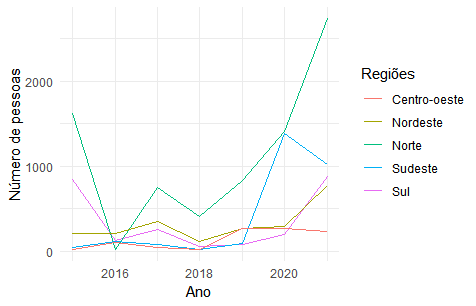 Número de pessoas
2000
1000
0
2016
2018
2020
Ano
Regiões
Centro-oeste
Nordeste
Norte
Sudeste
Sul